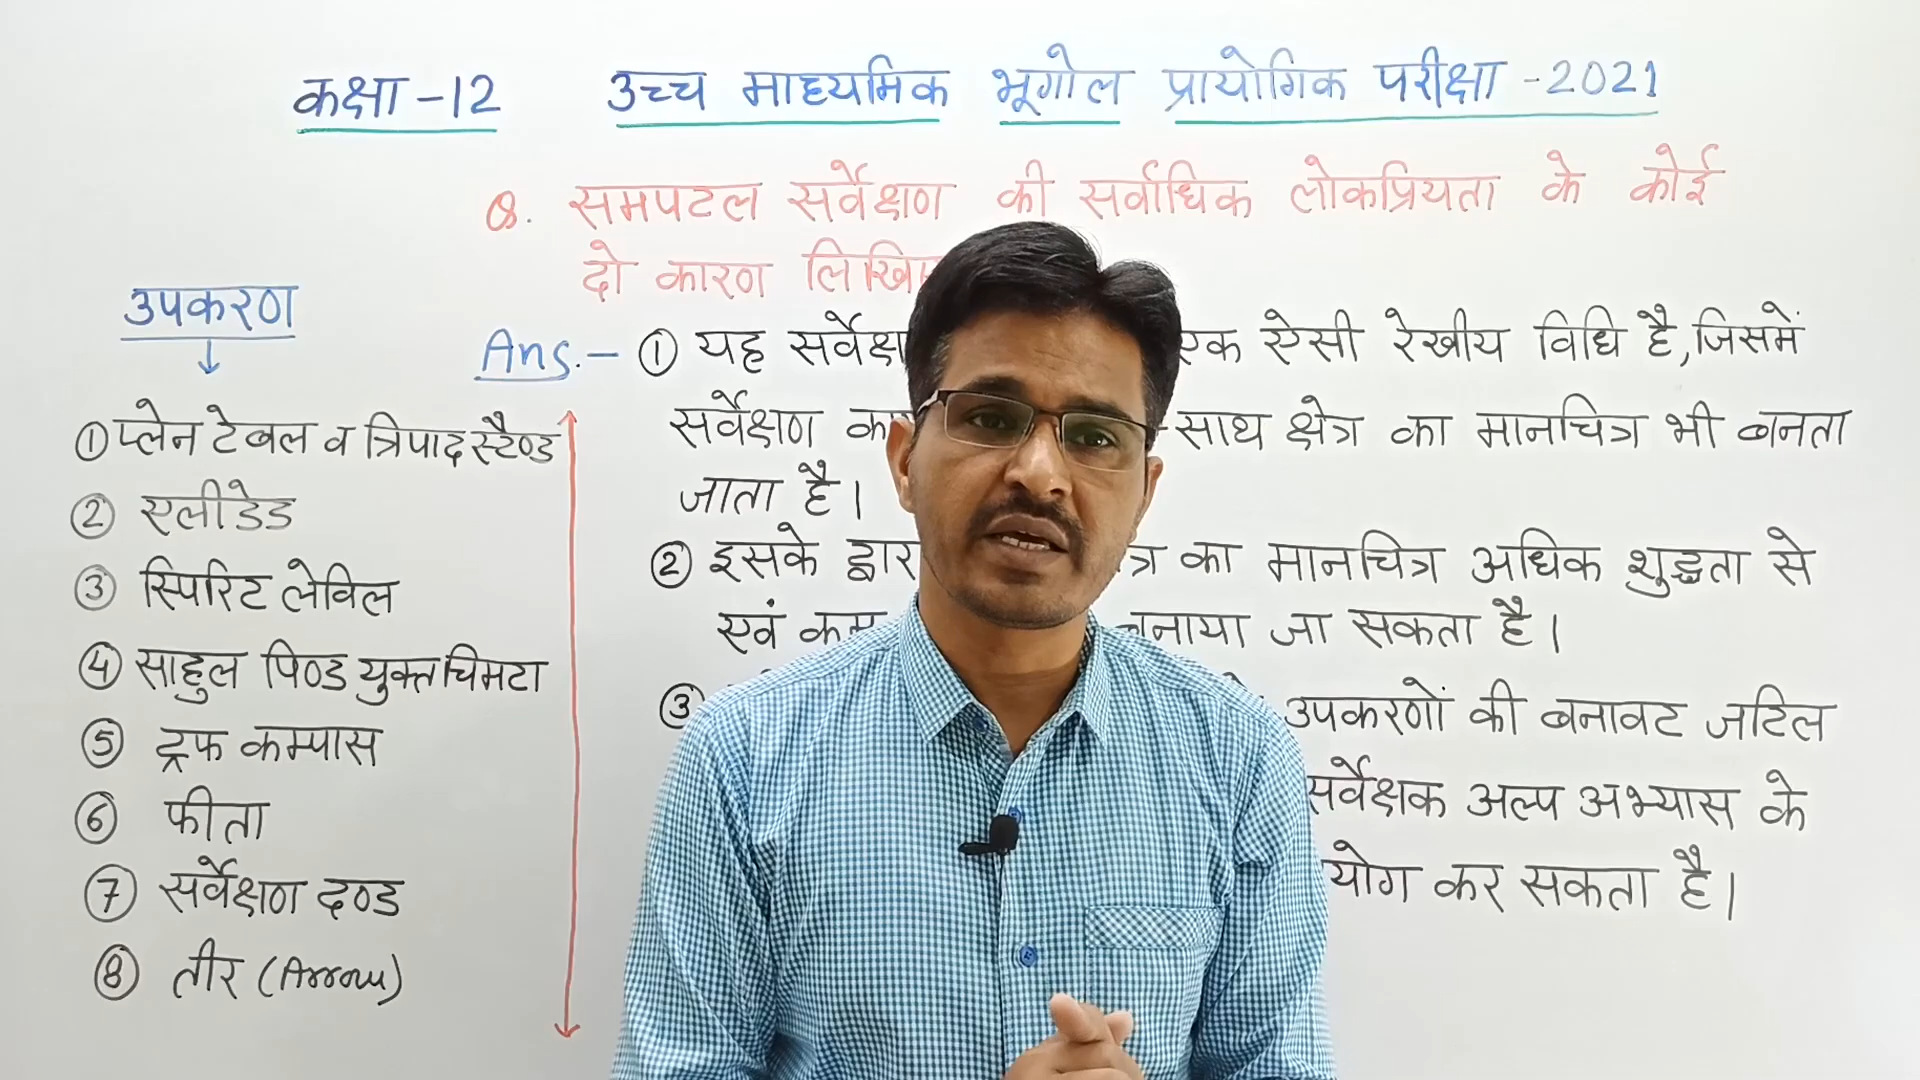 कक्षा -12 उच्च माध्यमिक भूगोल प्रायोगिक परीक्षा -2021
Q. समपटल सर्वेक्षण की सर्वाधिक लोकप्रियता के कोई
दो कारण
उपकरण
① प्लेन टेबल व त्रिपाद स्टैण्ड
② एलीडेड
③ स्पिरिट लेविल
④ साहुल पिण्ड युक्त चिमटा
⑤ ट्रफ कम्पास
⑥ फीता
⑦ सर्वेक्षण दण्ड
⑧ तीर (Arrow)
Ans. - ① यह एक ऐसी रेखीय विधि है, जिसमें
सर्वेक्षण -साथ क्षेत्र का मानचित्र भी बनता
जाता है।
② इसके का मानचित्र अधिक शुद्धता से
एवं बनाया जा सकता है।
③ उपकरणों की बनावट जटिल
सर्वेक्षक अल्प अभ्यास के
कर सकता है।